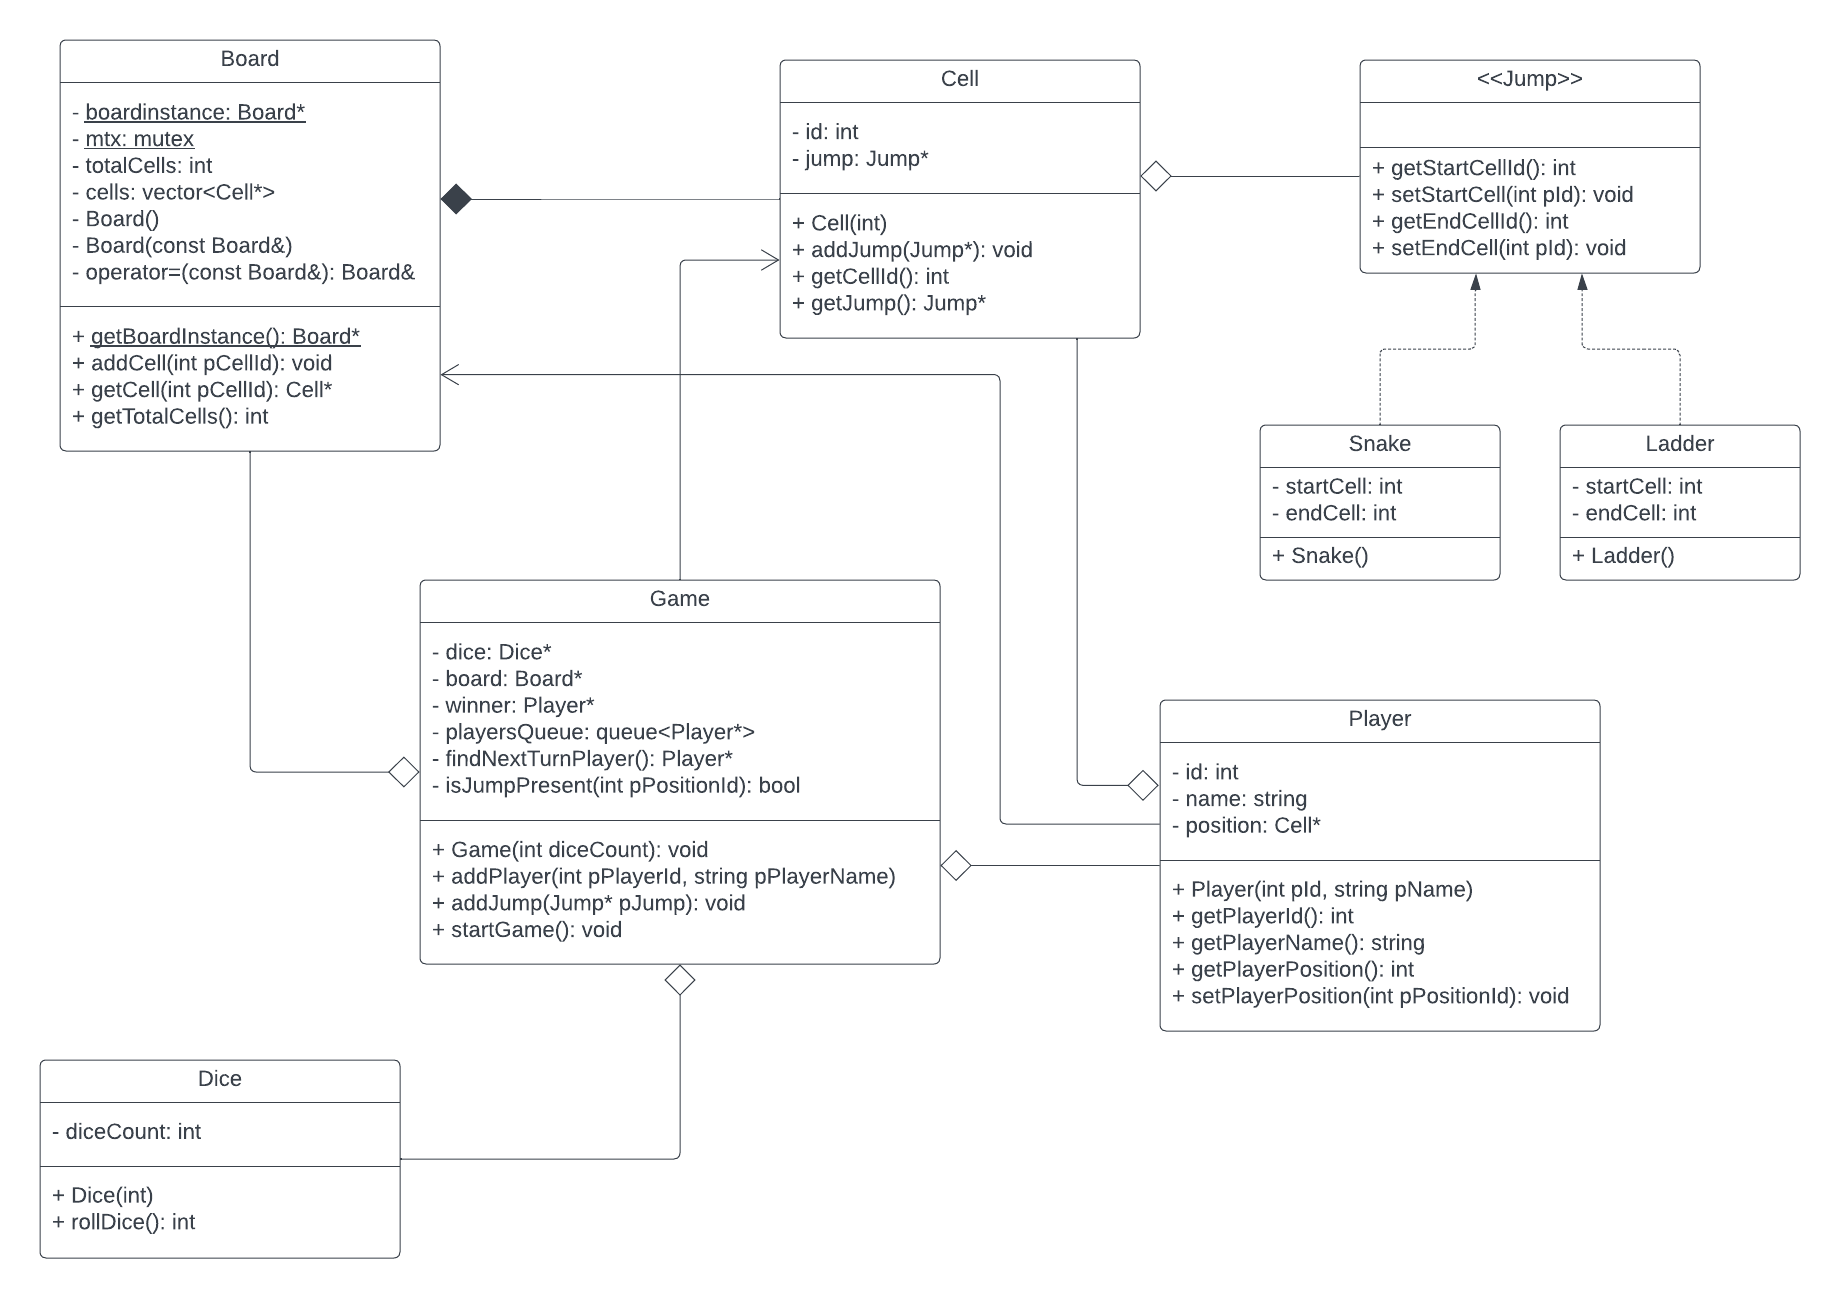 Board
- boardinstance: Board*
- mtx: mutex
- totalCells: int
- cells: vector<Cell*>
- Board()
- Board(const Board&)
- operator=(const Board&): Board&
+ getBoardInstance(): Board*
+ addCell(int pCellId): void
+ getCell(int pCellId): Cell*
+ getTotalCells(): int
Cell
- id: int
- jump: Jump*
+ Cell(int)
+ addJump(Jump*): void
+ getCellId(): int
+ getJump(): Jump*
<<Jump>>
+ getStartCellId(): int
+ setStartCell(int pId): void
+ getEndCellId(): int
+ setEndCell(int pId): void
Snake
- startCell: int
- endCell: int
+ Snake()
Ladder
- startCell: int
- endCell: int
+ Ladder()
Game
- dice: Dice*
- board: Board*
- winner: Player*
- playersQueue: queue<Player*>
- findNextTurnPlayer(): Player*
- isJumpPresent(int pPositionId): bool
+ Game(int diceCount): void
+ addPlayer(int pPlayerId, string pPlayerName)
+ addJump(Jump* pJump): void
+ startGame(): void
Player
- id: int
- name: string
- position: Cell*
+ Player(int pId, string pName)
+ getPlayerId(): int
+ getPlayerName(): string
+ getPlayerPosition(): int
+ setPlayerPosition(int pPositionId): void
Dice
- diceCount: int
+ Dice(int)
+ rollDice(): int